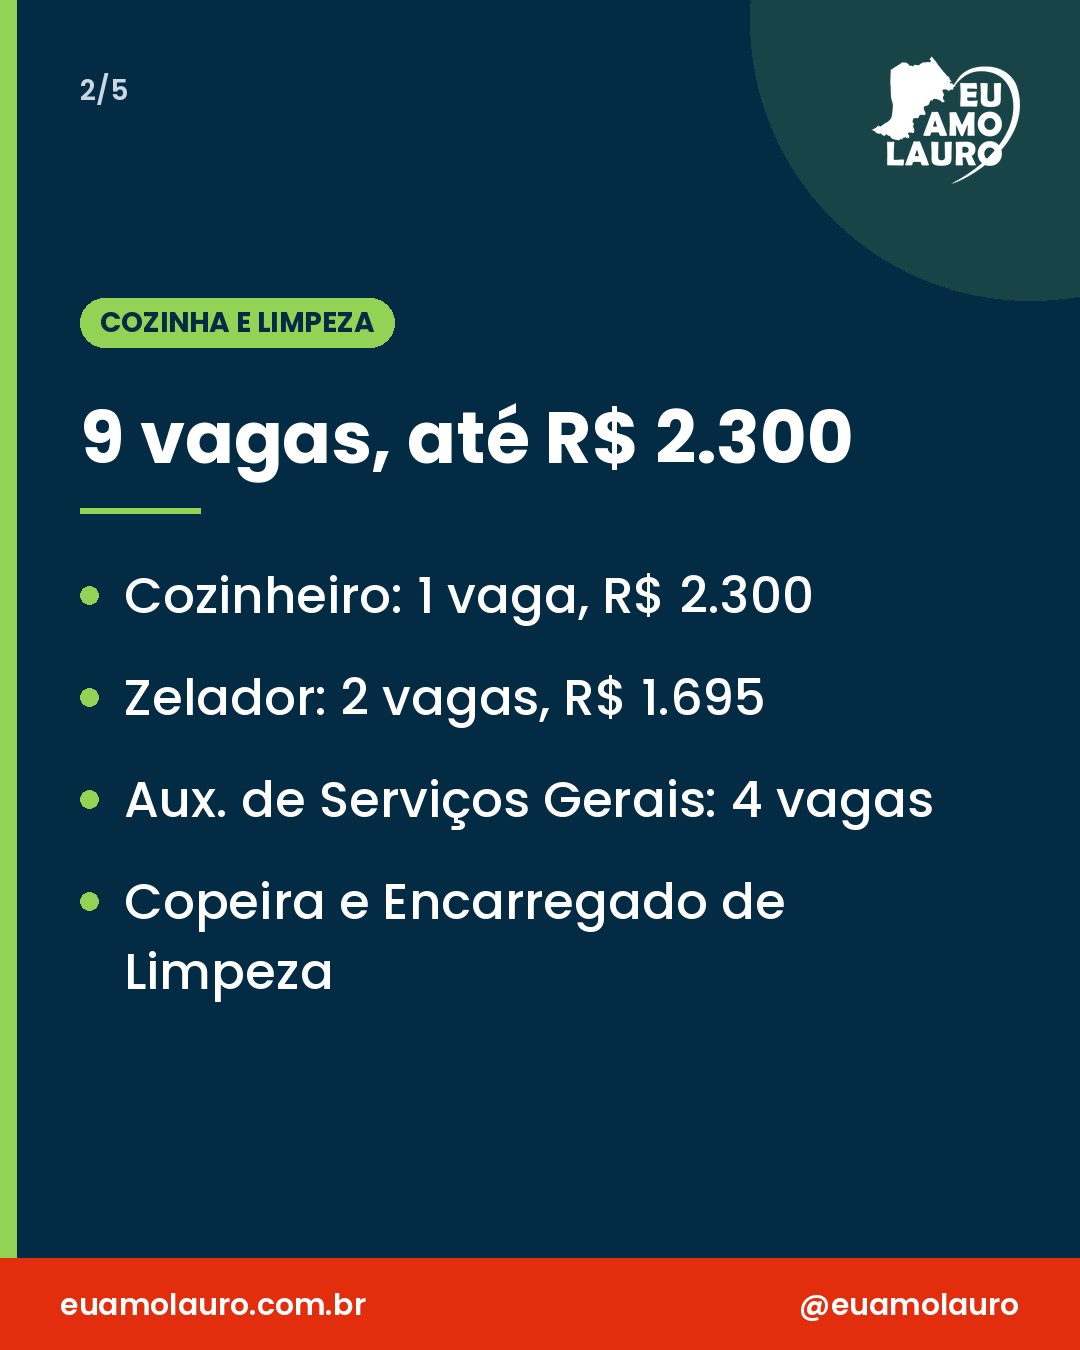 2/5
EU
AMO
LAURO
COZINHA E LIMPEZA
9 vagas, até R$ 2.300
Cozinheiro: 1 vaga, R$ 2.300
Zelador: 2 vagas, R$ 1.695
Aux. de Serviços Gerais: 4 vagas
Copeira e Encarregado de
Limpeza
euamolauro.com.br
@euamolauro